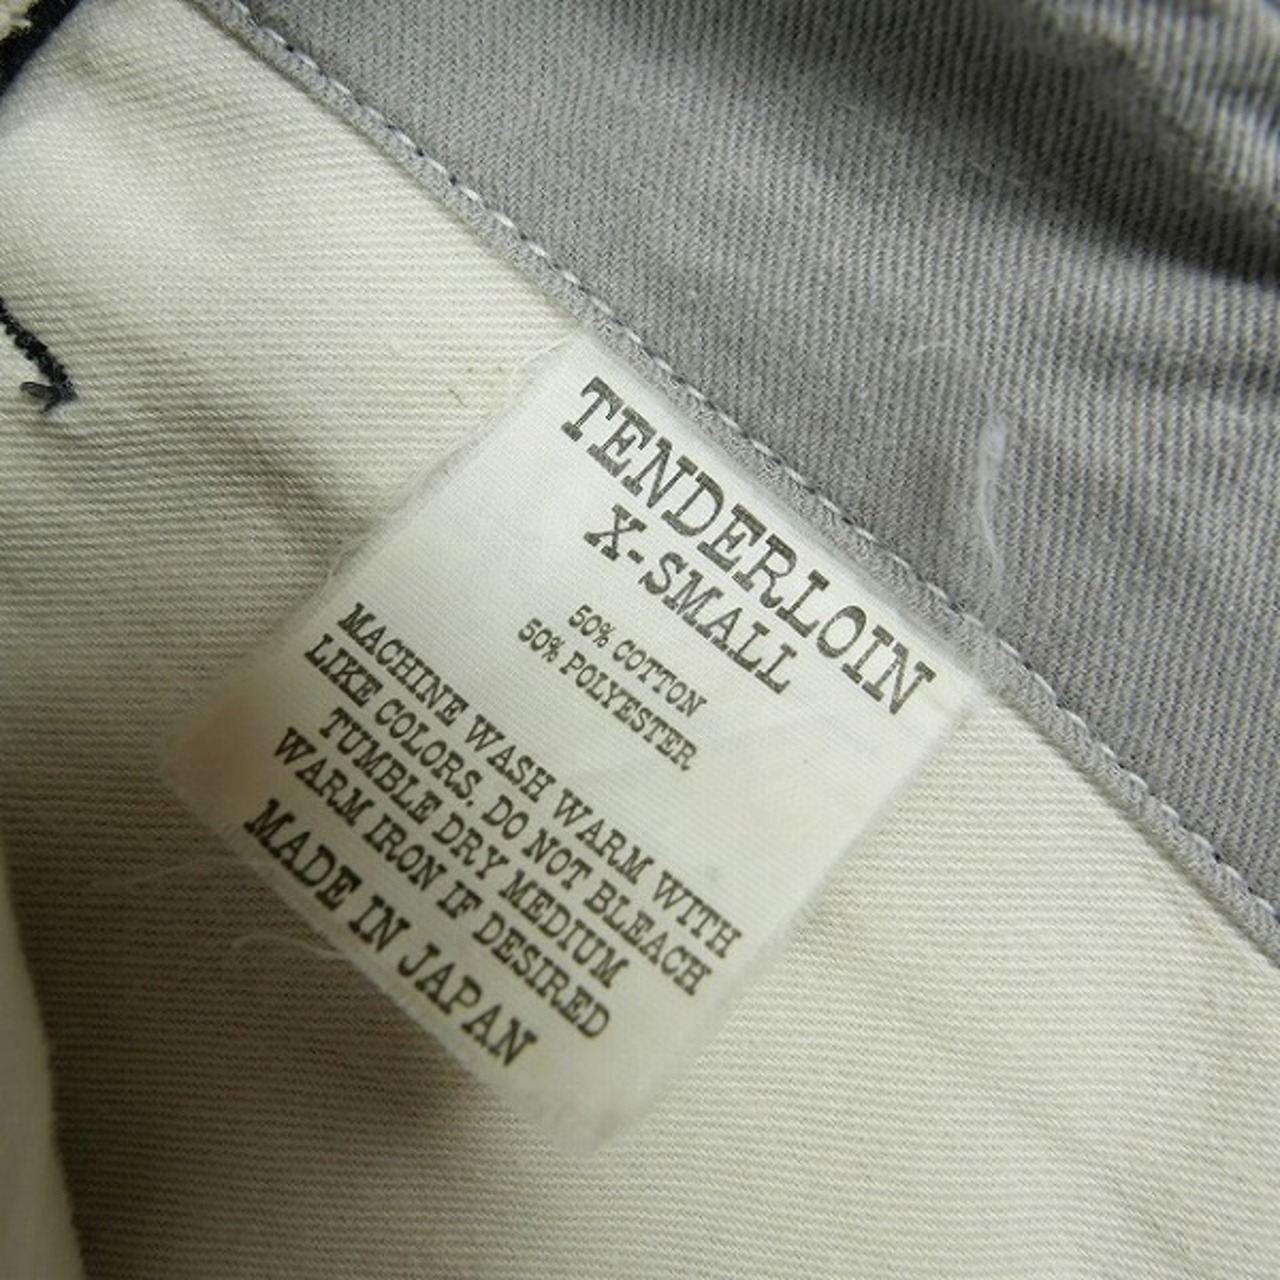 TENDERLOIN
X-SMALL
50% COTTON
50% POLYESTER
MACHINE WASH WARM WITH
LIKE COLORS. DO NOT BLEACH
TUMBLE DRY MEDIUM
WARM IRON IF DESIRED
MADE IN JAPAN